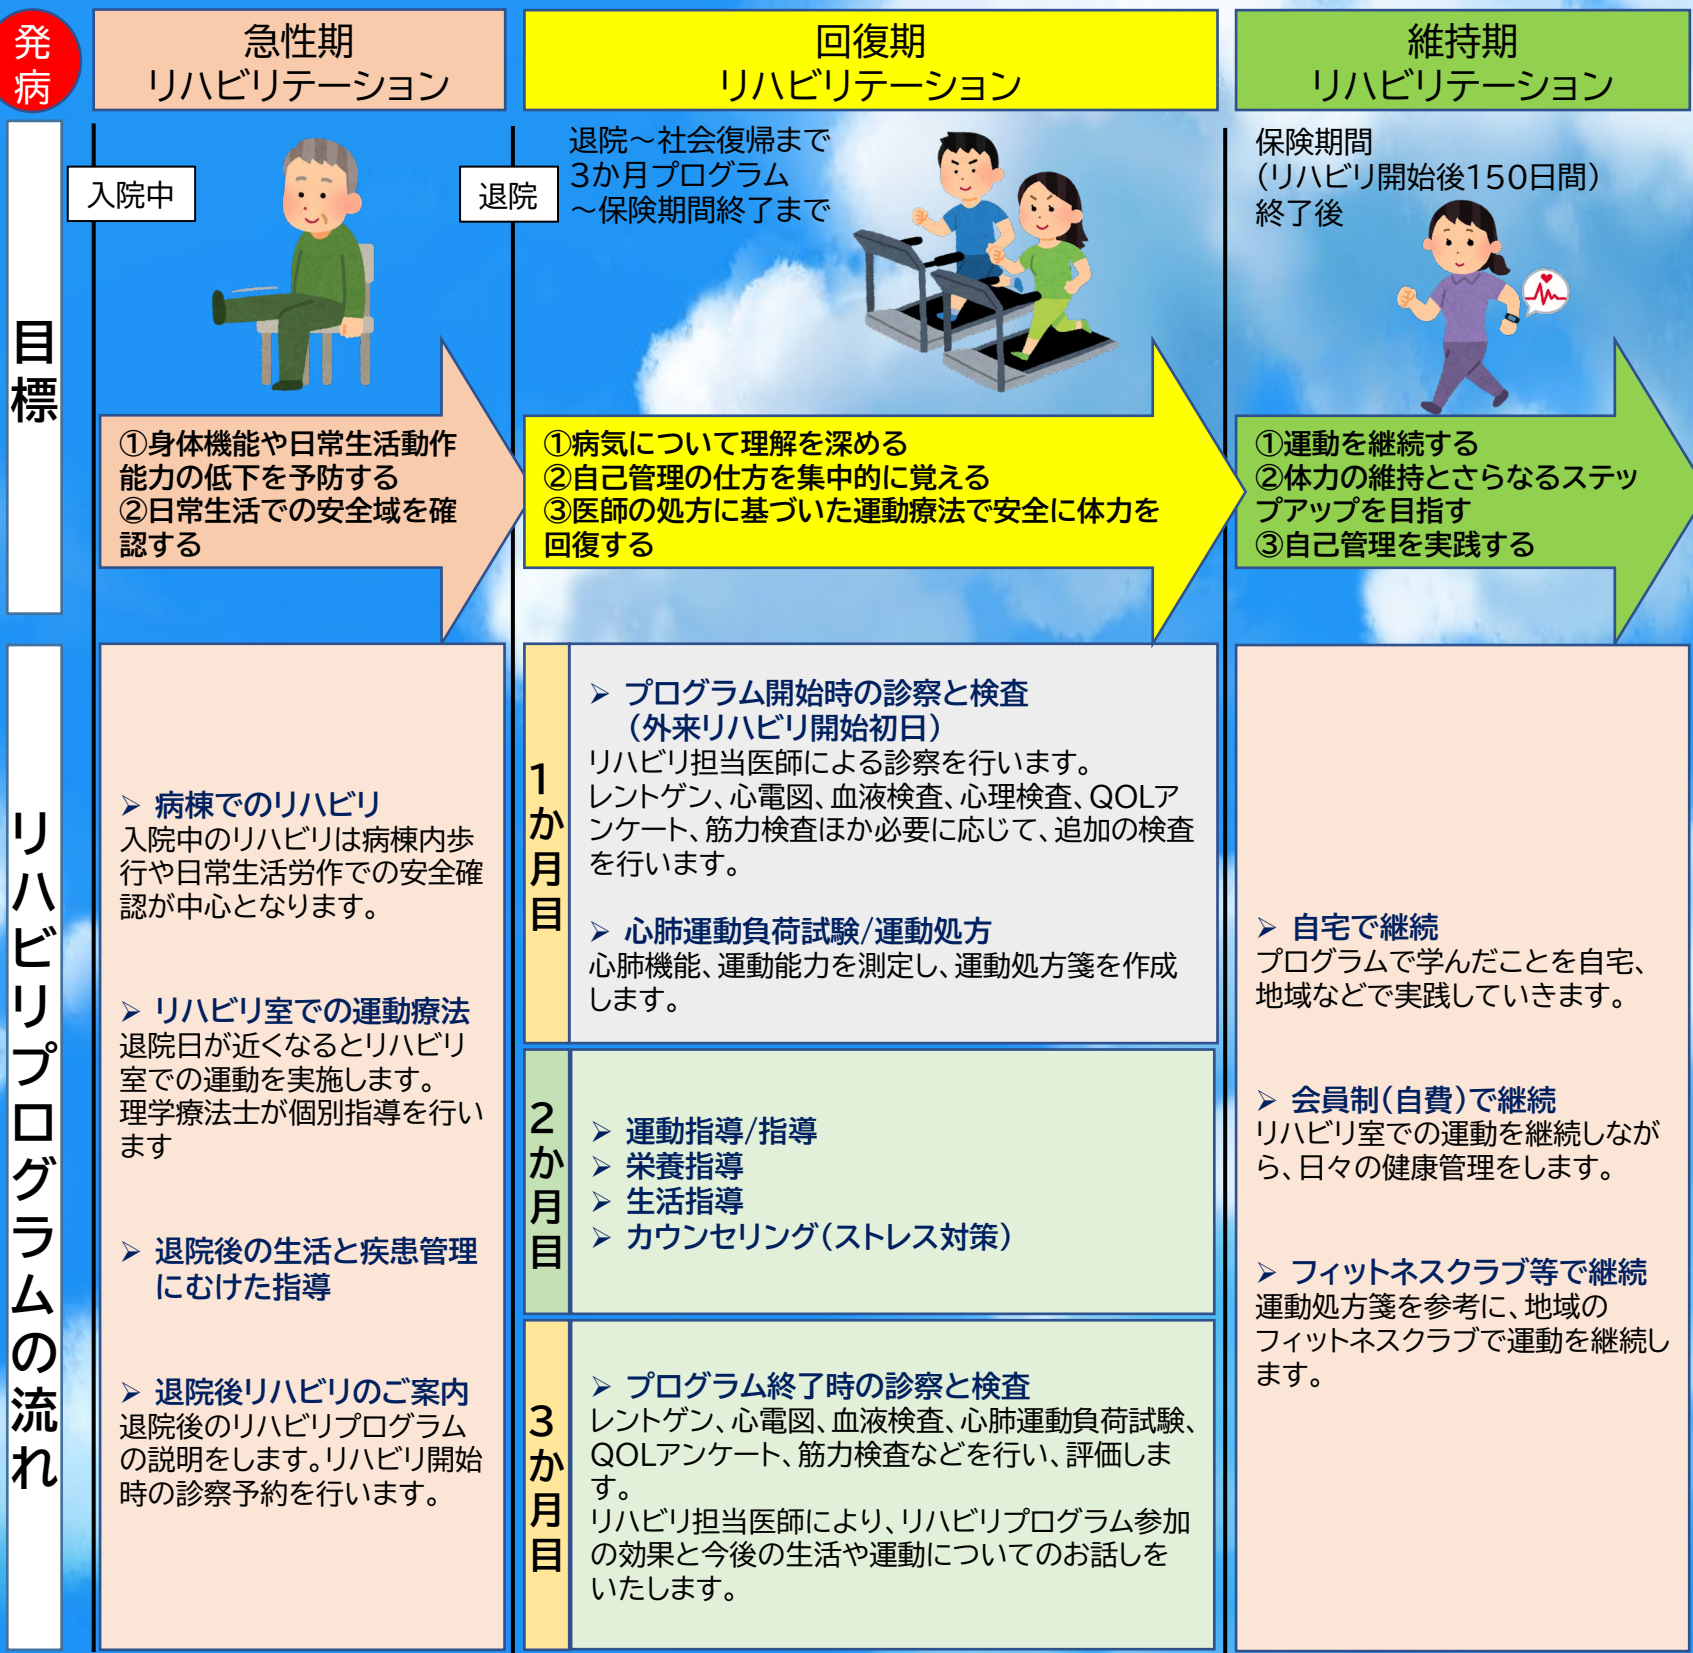 発病
急性期
リハビリテーション
回復期
リハビリテーション
維持期
リハビリテーション
目標
入院中
①身体機能や日常生活動作
能力の低下を予防する
②日常生活での安全域を確
認する
退院
退院～社会復帰まで
3か月プログラム
～保険期間終了まで
①病気について理解を深める
②自己管理の仕方を集中的に覚える
③医師の処方に基づいた運動療法で安全に体力を
回復する
保険期間
（リハビリ開始後150日間）
終了後
①運動を継続する
②体力の維持とさらなるステッ
プアップを目指す
③自己管理を実践する
リハビリプログラムの流れ
➢ 病棟でのリハビリ
入院中のリハビリは病棟内歩
行や日常生活労作での安全確
認が中心となります。
➢ リハビリ室での運動療法
退院日が近くなるとリハビリ
室での運動を実施します。
理学療法士が個別指導を行い
ます
➢ 退院後の生活と疾患管理
にむけた指導
➢ 退院後リハビリのご案内
退院後のリハビリプログラム
の説明をします。リハビリ開始
時の診察予約を行います。
1か月目
➢ プログラム開始時の診察と検査
（外来リハビリ開始初日）
リハビリ担当医師による診察を行います。
レントゲン、心電図、血液検査、心理検査、QOLア
ンケート、筋力検査ほか必要に応じて、追加の検査
を行います。
➢ 心肺運動負荷試験/運動処方
心肺機能、運動能力を測定し、運動処方箋を作成
します。
2か月目
➢ 運動指導/指導
➢ 栄養指導
➢ 生活指導
➢ カウンセリング（ストレス対策）
3か月目
➢ プログラム終了時の診察と検査
レントゲン、心電図、血液検査、心肺運動負荷試験、
QOLアンケート、筋力検査などを行い、評価しま
す。
リハビリ担当医師により、リハビリプログラム参加
の効果と今後の生活や運動についてのお話しを
いたします。
➢ 自宅で継続
プログラムで学んだことを自宅、
地域などで実践していきます。
➢ 会員制（自費）で継続
リハビリ室での運動を継続しなが
ら、日々の健康管理をします。
➢ フィットネスクラブ等で継続
運動処方箋を参考に、地域の
フィットネスクラブで運動を継続し
ます。